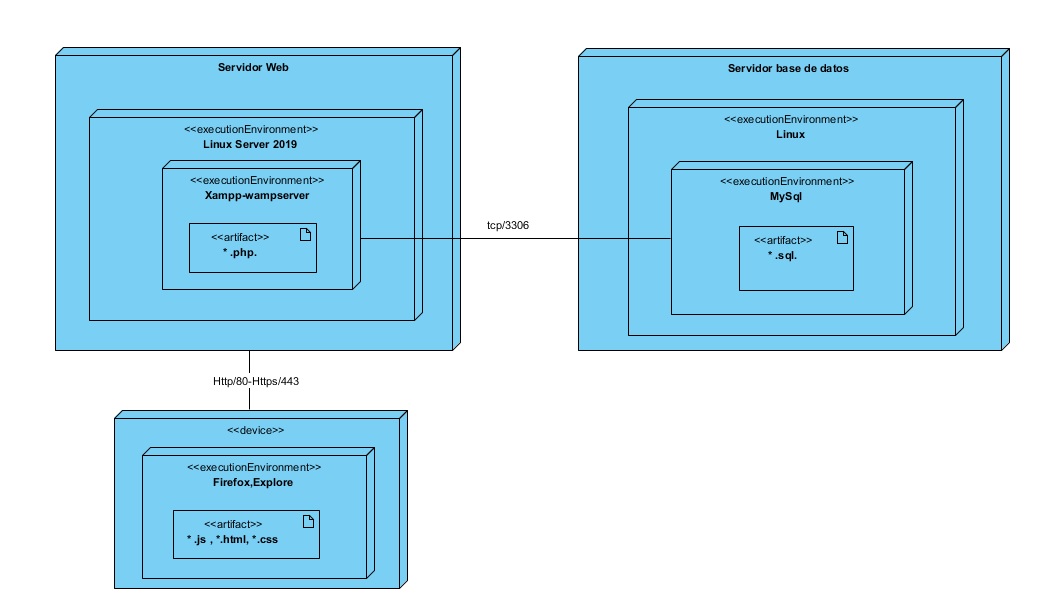 Servidor Web
<<executionEnvironment>>
Linux Server 2019
<<executionEnvironment>>
Xampp-wampserver
<<artifact>>
* .php.
tcp/3306
Servidor base de datos
<<executionEnvironment>>
Linux
<<executionEnvironment>>
MySql
<<artifact>>
* .sql.
Http/80-Https/443
<<device>>
<<executionEnvironment>>
Firefox,Explore
<<artifact>>
* .js , *.html, *.css